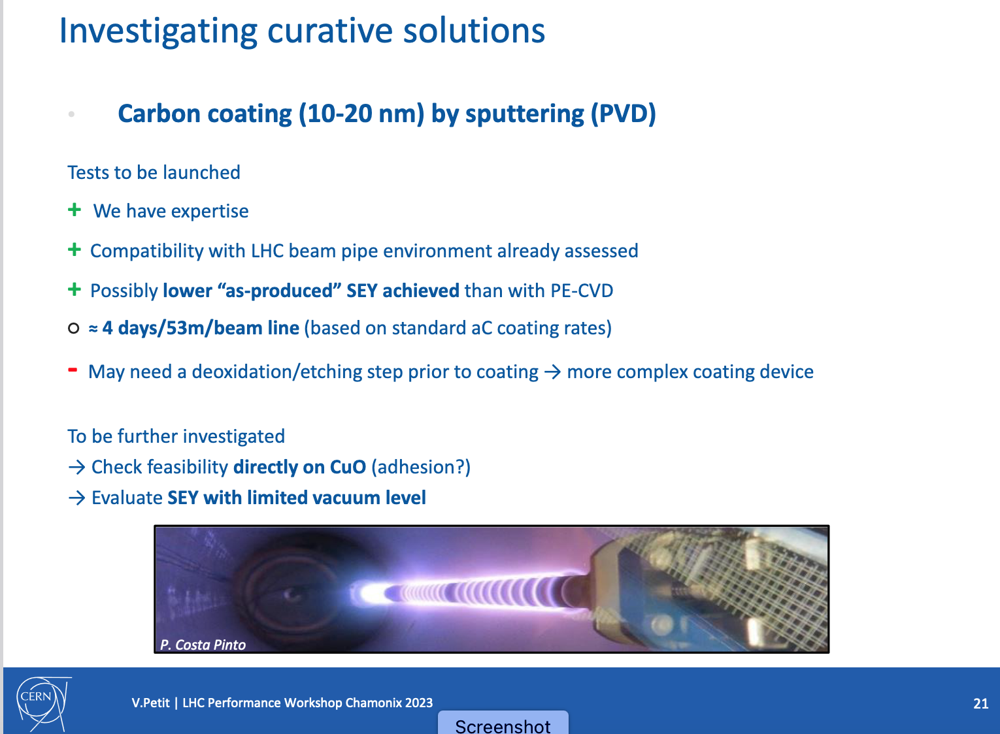 Investigating curative solutions
• Carbon coating (10-20 nm) by sputtering (PVD)
Tests to be launched
+ We have expertise
+ Compatibility with LHC beam pipe environment already assessed
+ Possibly lower “as-produced” SEY achieved than with PE-CVD
o ≈ 4 days/53m/beam line (based on standard aC coating rates)
- May need a deoxidation/etching step prior to coating → more complex coating device
To be further investigated
→ Check feasibility directly on CuO (adhesion?)
→ Evaluate SEY with limited vacuum level
P. Costa Pinto
CERN
V.Petit | LHC Performance Workshop Chamonix 2023
21
Screenshot